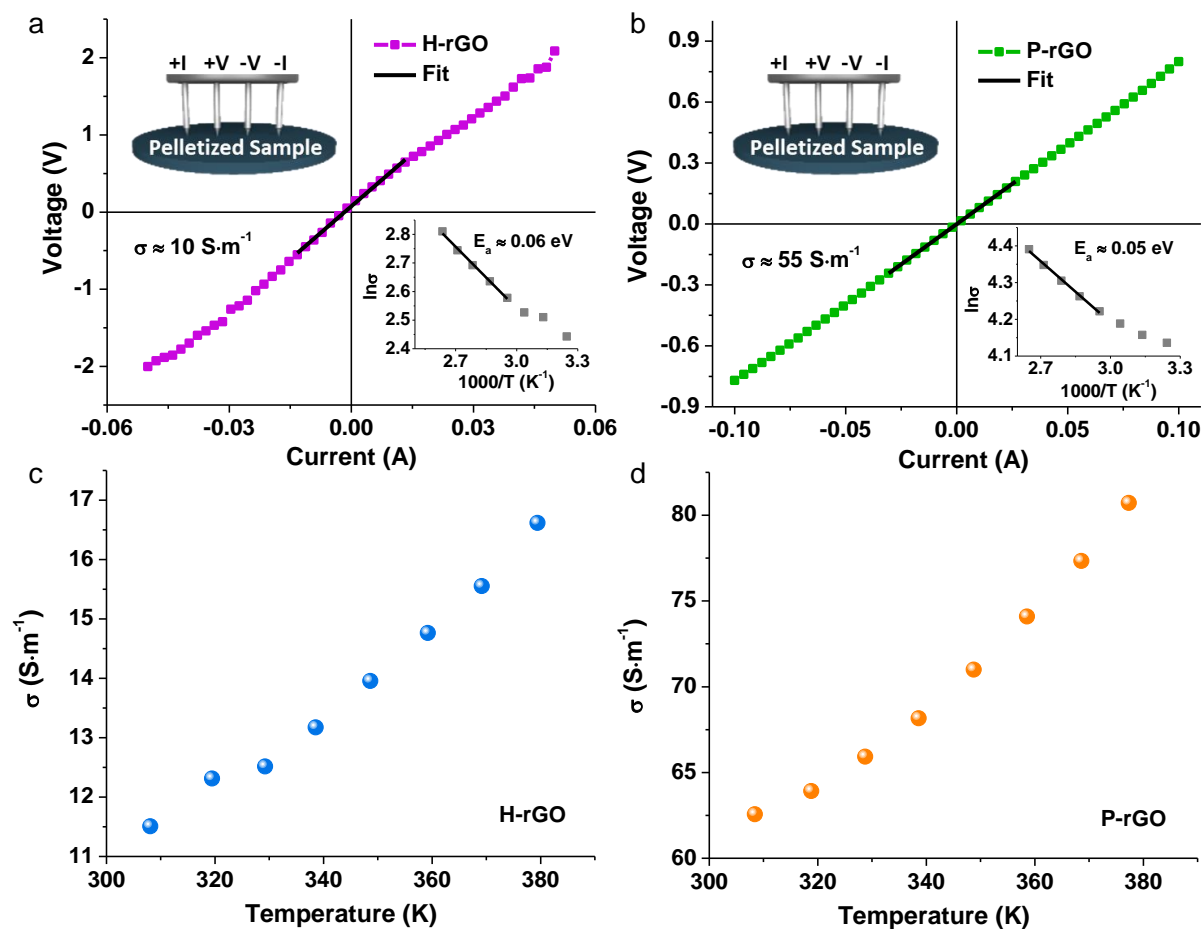 a
H-rGO
Fit
+I +V -V -I
Pelletized Sample
σ ≈ 10 S·m⁻¹
Voltage (V)
2
1
0
-1
-2
-0.06 -0.03 0.00 0.03 0.06
Current (A)
Eₐ ≈ 0.06 eV
lnσ
2.8
2.7
2.6
2.5
2.4
2.7 3.0 3.3
1000/T (K⁻¹)
b
P-rGO
Fit
+I +V -V -I
Pelletized Sample
σ ≈ 55 S·m⁻¹
Voltage (V)
0.9
0.6
0.3
0.0
-0.3
-0.6
-0.9
-0.10 -0.05 0.00 0.05 0.10
Current (A)
Eₐ ≈ 0.05 eV
lnσ
4.4
4.3
4.2
4.1
2.7 3.0 3.3
1000/T (K⁻¹)
c
σ (S·m⁻¹)
17
16
15
14
13
12
11
300 320 340 360 380
Temperature (K)
H-rGO
d
σ (S·m⁻¹)
80
75
70
65
60
300 320 340 360 380
Temperature (K)
P-rGO